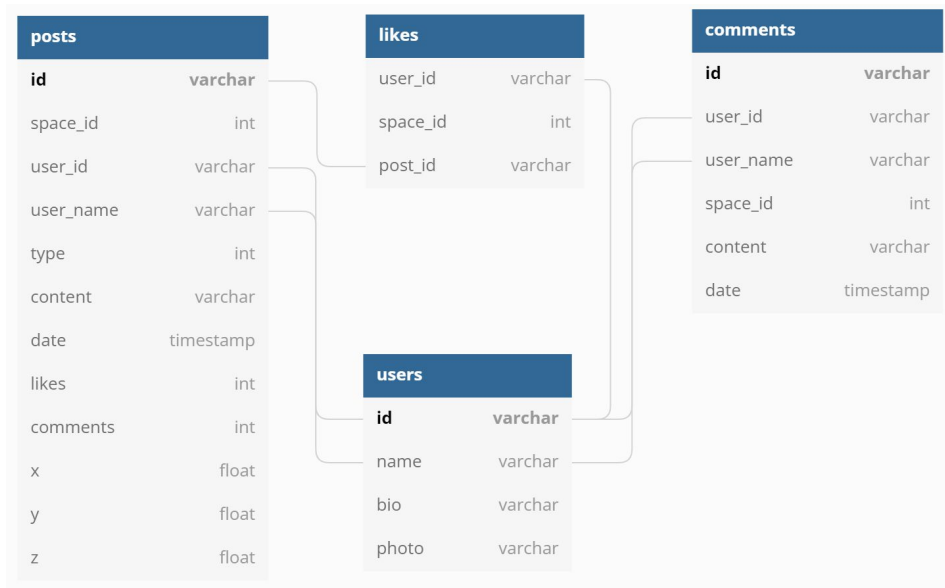 posts
id varchar
space_id int
user_id varchar
user_name varchar
type int
content varchar
date timestamp
likes int
comments int
x float
y float
z float
likes
user_id varchar
space_id int
post_id varchar
users
id varchar
name varchar
bio varchar
photo varchar
comments
id varchar
user_id varchar
user_name varchar
space_id int
content varchar
date timestamp